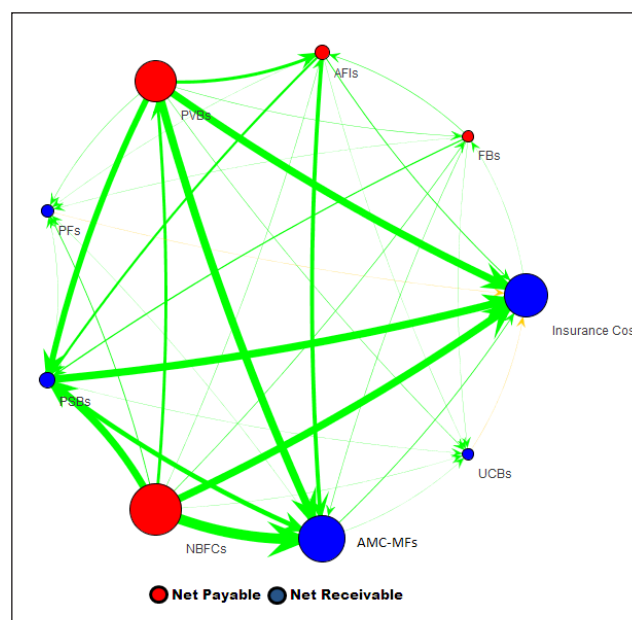 AFIs
PVBs
FBs
PFs
Insurance Cos
PSBs
UCBs
NBFCs
AMC-MFs
Net Payable Net Receivable